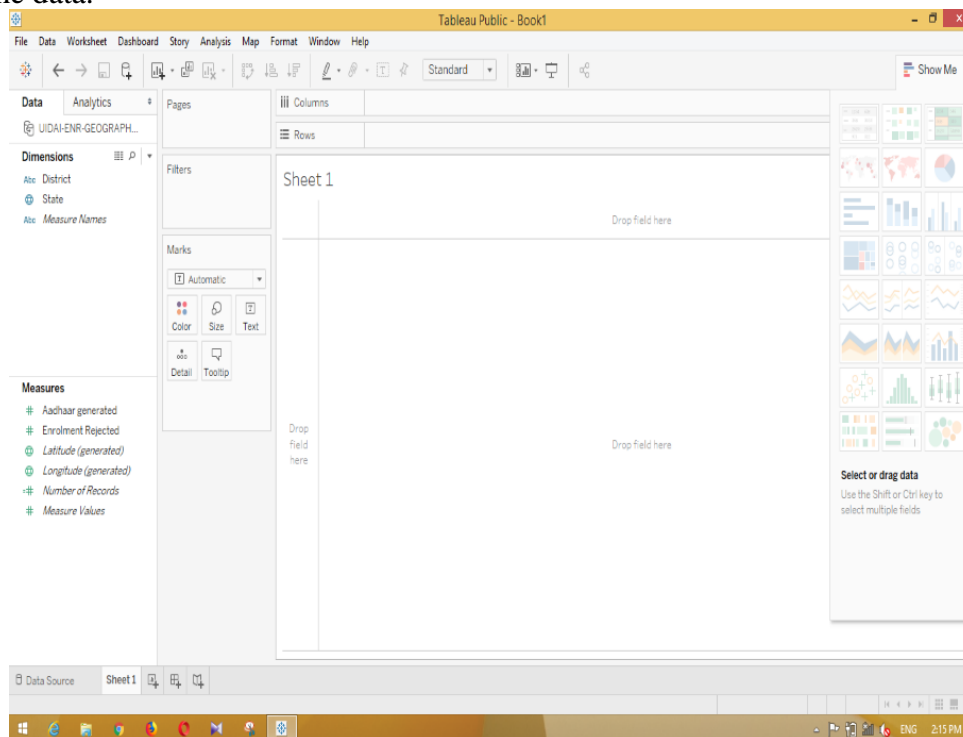 ne data.
Tableau Public - Book1
File Data Worksheet Dashboard Story Analysis Map Format Window Help
Standard
Show Me
Data Analytics
Pages
Columns
UIDAI-ENR-GEOGRAPH...
Rows
Dimensions
Filters
Sheet 1
Abc District
State
Abc Measure Names
Drop field here
Marks
Automatic
Color Size Text
Detail Tooltip
Measures
# Aadhaar generated
# Enrolment Rejected
Latitude (generated)
Longitude (generated)
# Number of Records
# Measure Values
Drop
field
here
Drop field here
Select or drag data
Use the Shift or Ctrl key to
select multiple fields
Data Source Sheet 1
ENG 2:15 PM